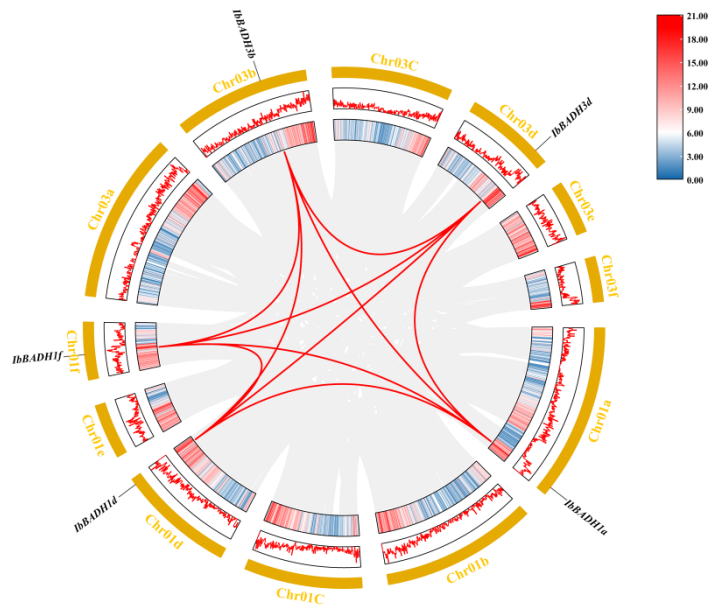 IbBADH3b
Chr03b
Chr03C
Chr03d
IbBADH3d
Chr03e
Chr03f
Chr01a
IbBADH1a
Chr01b
Chr01C
Chr01d
IbBADH1d
Chr01e
Chr01f
IbBADH1f
Chr03a
21.00
18.00
15.00
12.00
9.00
6.00
3.00
0.00